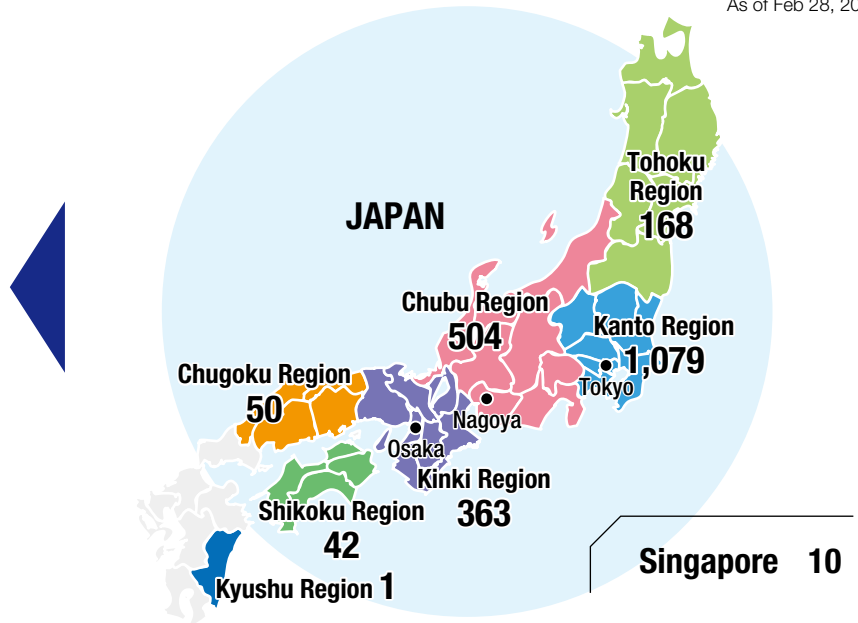 As of Feb 28, 20
Tohoku
Region
168
JAPAN
Chubu Region
504
Kanto Region
1,079
Tokyo
Chugoku Region
50
Nagoya
Osaka
Kinki Region
363
Shikoku Region
42
Singapore 10
Kyushu Region 1